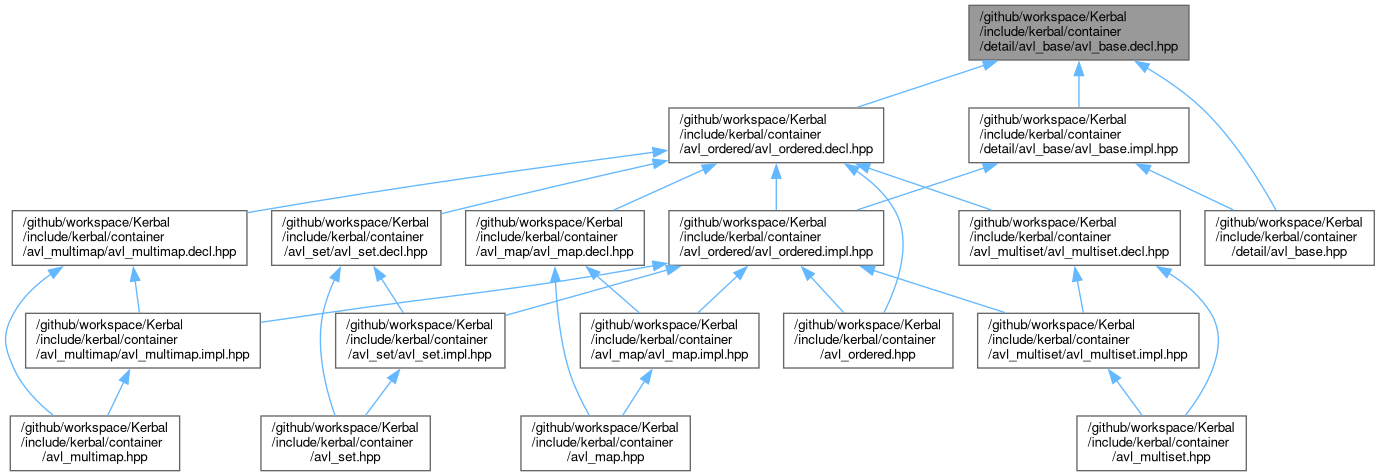 /github/workspace/Kerbal
/include/kerbal/container
/detail/avl_base/avl_base.decl.hpp
/github/workspace/Kerbal
/include/kerbal/container
/avl_ordered/avl_ordered.decl.hpp
/github/workspace/Kerbal
/include/kerbal/container
/detail/avl_base/avl_base.impl.hpp
/github/workspace/Kerbal
/include/kerbal/container
/avl_multimap/avl_multimap.decl.hpp
/github/workspace/Kerbal
/include/kerbal/container
/avl_set/avl_set.decl.hpp
/github/workspace/Kerbal
/include/kerbal/container
/avl_map/avl_map.decl.hpp
/github/workspace/Kerbal
/include/kerbal/container
/avl_ordered/avl_ordered.impl.hpp
/github/workspace/Kerbal
/include/kerbal/container
/avl_multiset/avl_multiset.decl.hpp
/github/workspace/Kerbal
/include/kerbal/container
/detail/avl_base.hpp
/github/workspace/Kerbal
/include/kerbal/container
/avl_multimap/avl_multimap.impl.hpp
/github/workspace/Kerbal
/include/kerbal/container
/avl_set/avl_set.impl.hpp
/github/workspace/Kerbal
/include/kerbal/container
/avl_map/avl_map.impl.hpp
/github/workspace/Kerbal
/include/kerbal/container
/avl_ordered.hpp
/github/workspace/Kerbal
/include/kerbal/container
/avl_multiset/avl_multiset.impl.hpp
/github/workspace/Kerbal
/include/kerbal/container
/avl_multimap.hpp
/github/workspace/Kerbal
/include/kerbal/container
/avl_set.hpp
/github/workspace/Kerbal
/include/kerbal/container
/avl_map.hpp
/github/workspace/Kerbal
/include/kerbal/container
/avl_multiset.hpp